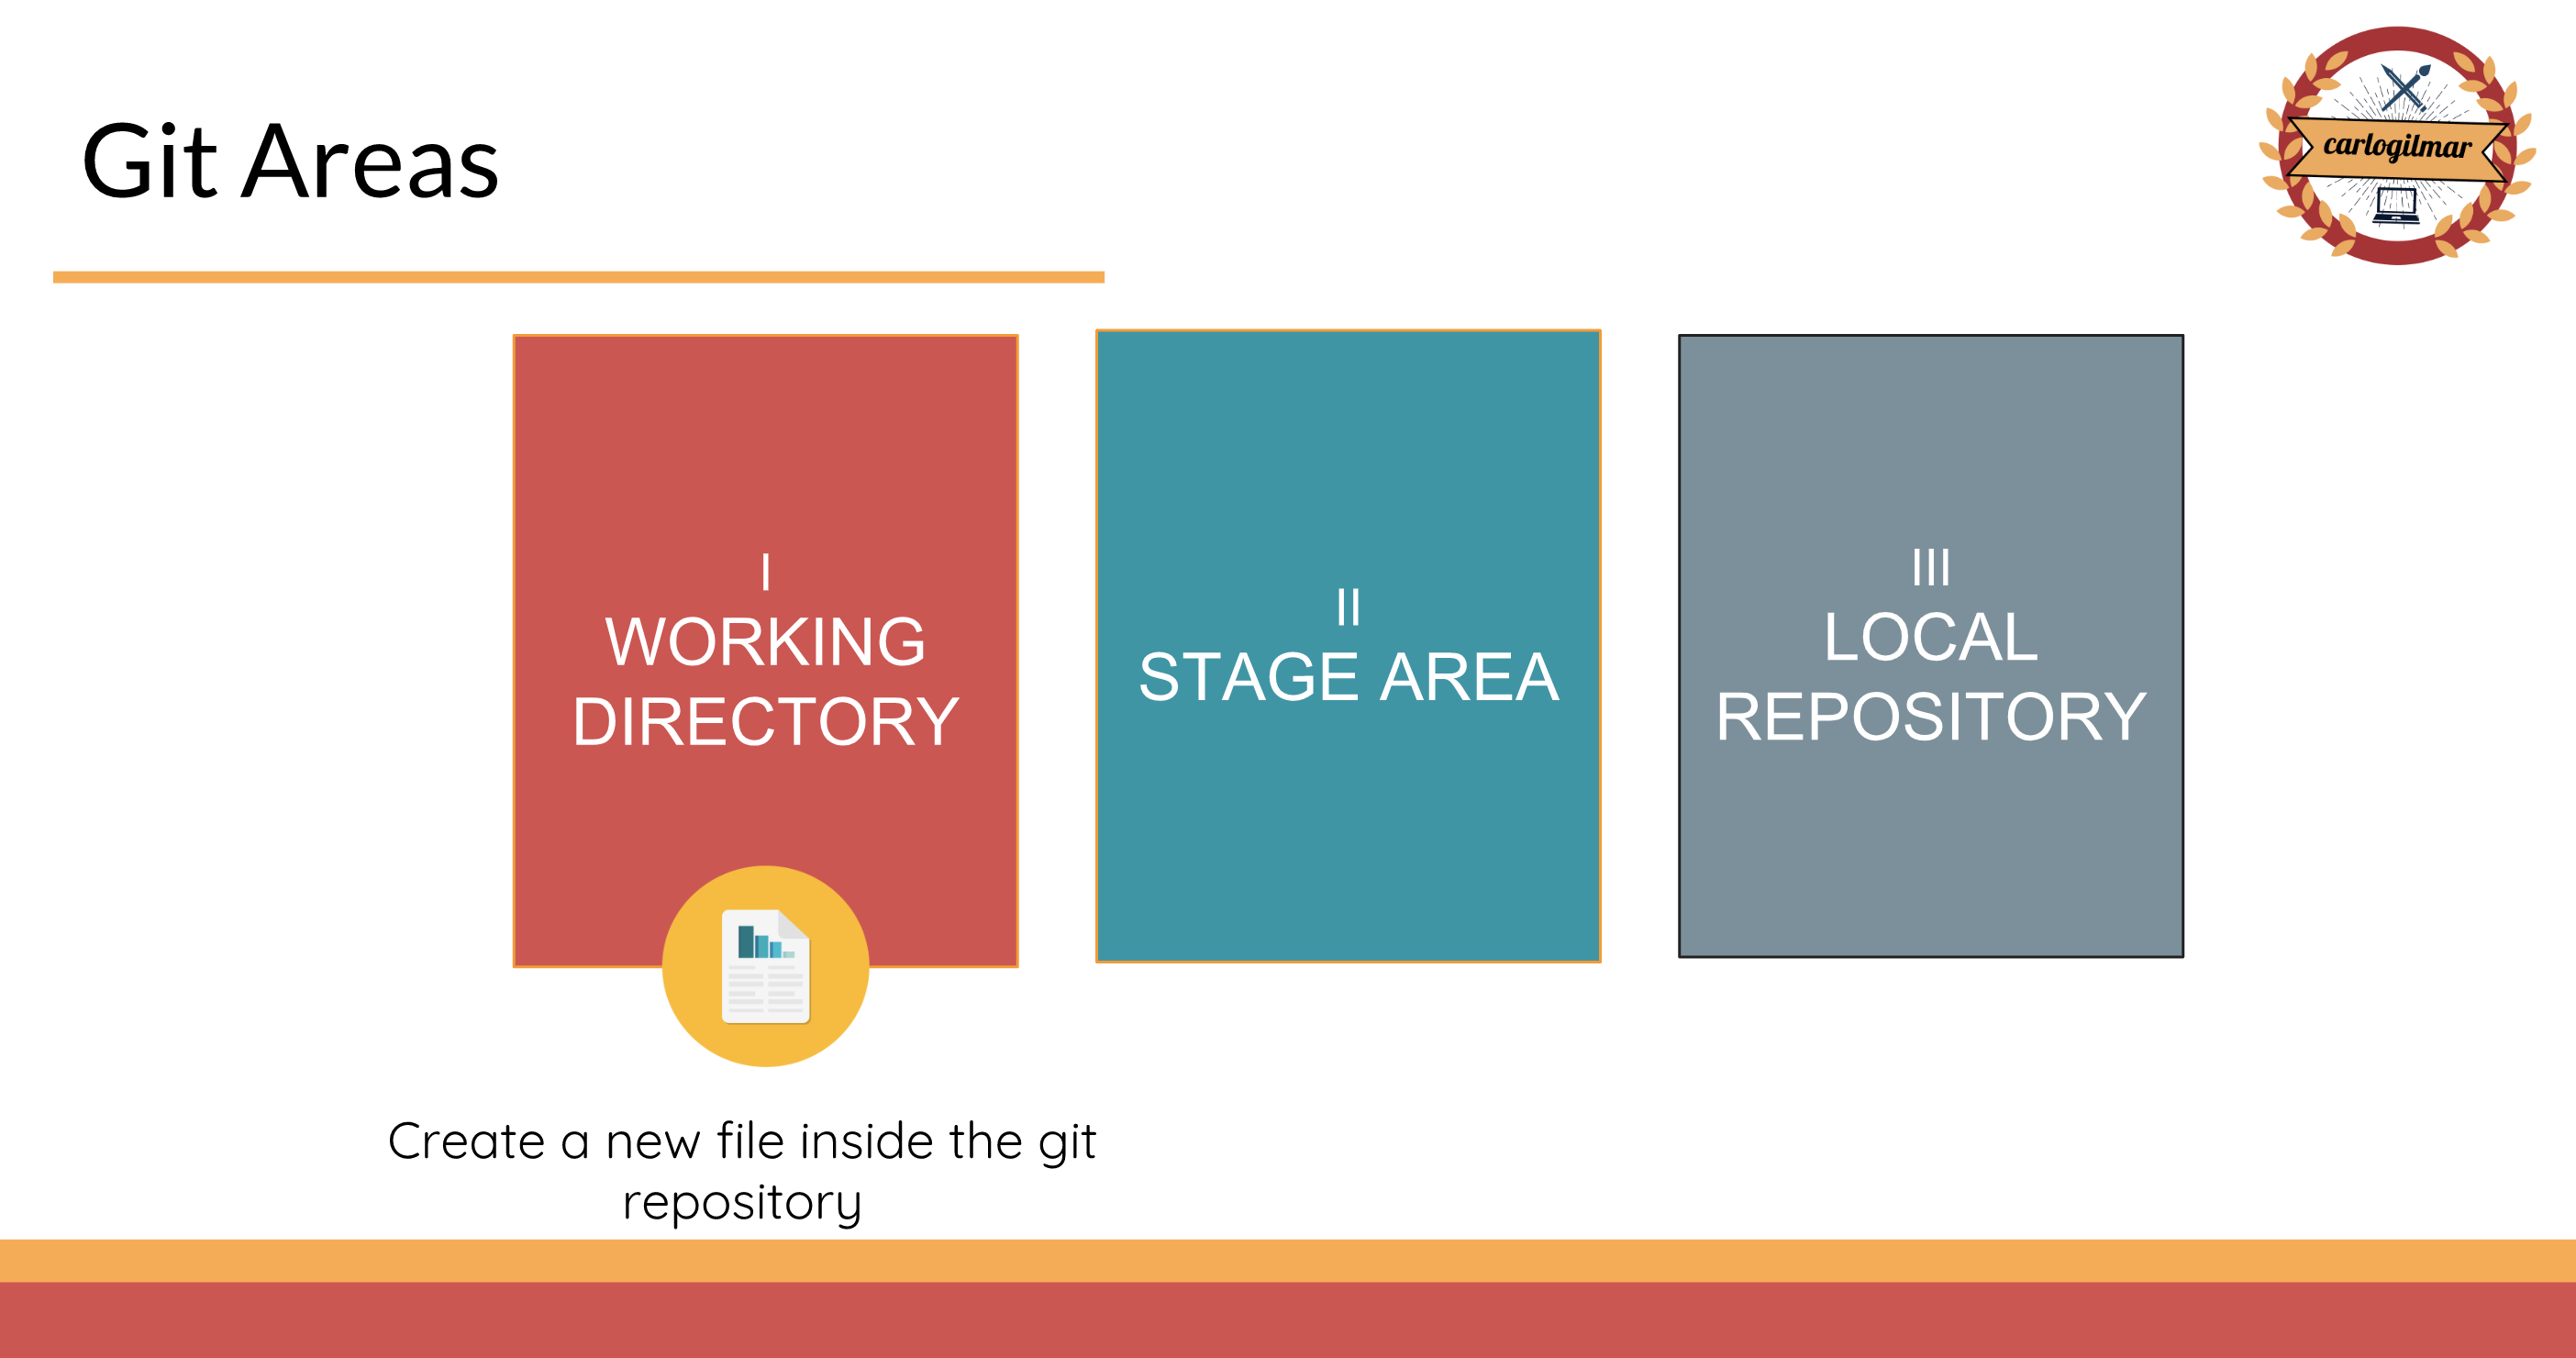 Git Areas
carlogilmar
I
WORKING
DIRECTORY
II
STAGE AREA
III
LOCAL
REPOSITORY
Create a new file inside the git
repository